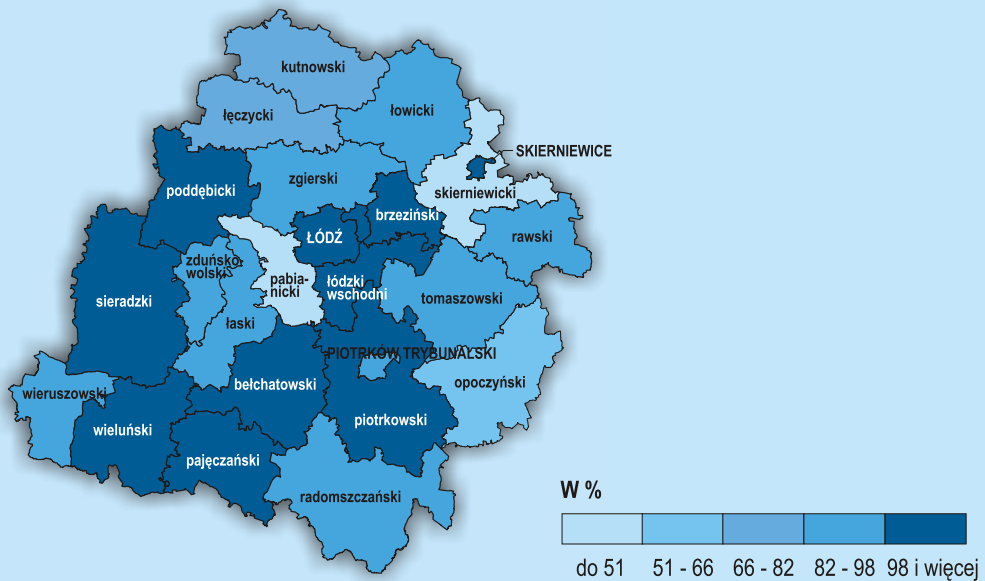 kutnowski
łowicki
łęczycki
SKIERNIEWICE
zgierski
poddębicki
skierniewicki
brzeziński
ŁÓDŹ
rawski
zduńsko-
wolski
pabia-
nicki
łódzki
wschodni
sieradzki
tomaszowski
łaski
PIOTRKÓW TRYBUNALSKI
bełchatowski
opoczyński
wieruszowski
piotrkowski
wieluński
pajęczański
radomszczański
W %
do 51 51 - 66 66 - 82 82 - 98 98 i więcej